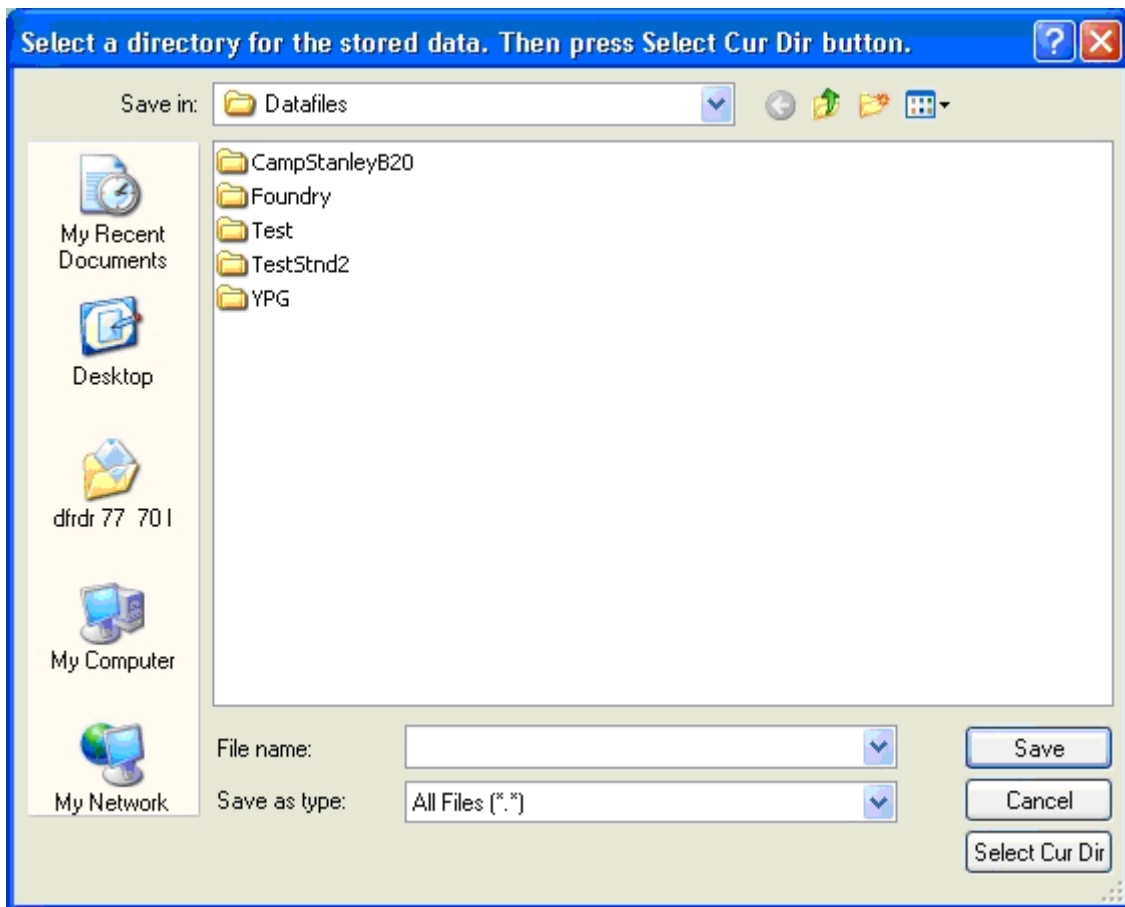 Select a directory for the stored data. Then press Select Cur Dir button.
Save in:
Datafiles
My Recent
Documents
Desktop
dfrdr 77 70 l
My Computer
My Network
CampStanleyB20
Foundry
Test
TestStnd2
YPG
File name:
Save
Save as type:
All Files (*.*)
Cancel
Select Cur Dir